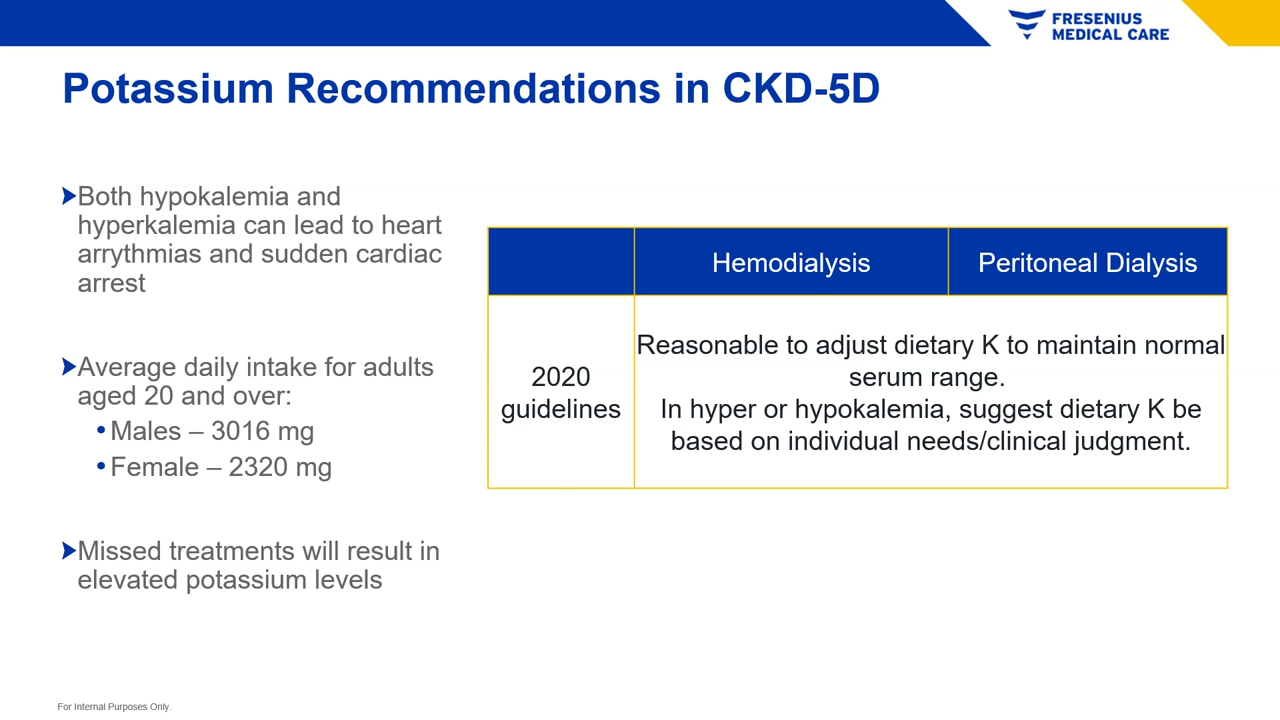 FRESENIUS
MEDICAL CARE
Potassium Recommendations in CKD-5D
Both hypokalemia and
hyperkalemia can lead to heart
arrythmias and sudden cardiac
arrest
Average daily intake for adults
aged 20 and over:
• Males – 3016 mg
• Female – 2320 mg
Missed treatments will result in
elevated potassium levels
Hemodialysis
Peritoneal Dialysis
2020
guidelines
Reasonable to adjust dietary K to maintain normal
serum range.
In hyper or hypokalemia, suggest dietary K be
based on individual needs/clinical judgment.
For Internal Purposes Only.